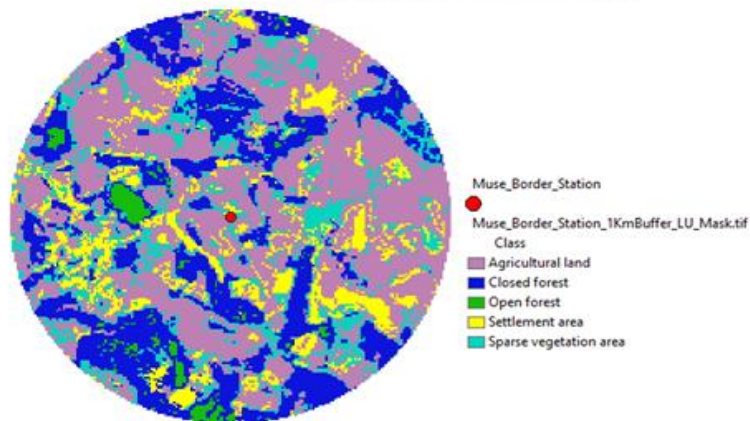 Muse_Border_Station
Muse_Border_Station_1KmBuffer_LU_Mask.tif
Class
Agricultural land
Closed forest
Open forest
Settlement area
Sparse vegetation area